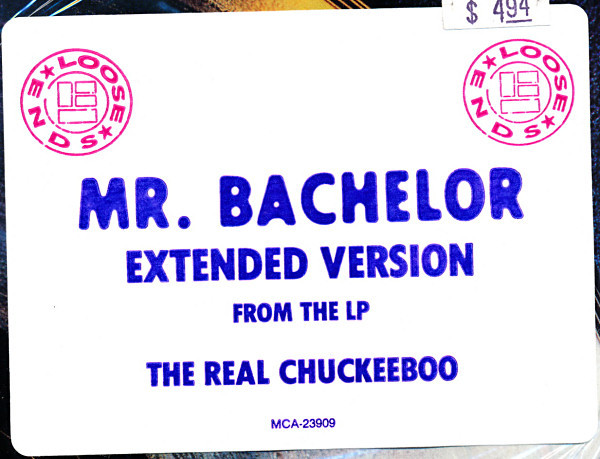 $ 4.94
LOOSE ENDS
LOOSE ENDS
MR. BACHELOR
EXTENDED VERSION
FROM THE LP
THE REAL CHUCKEEBOO
MCA-23909